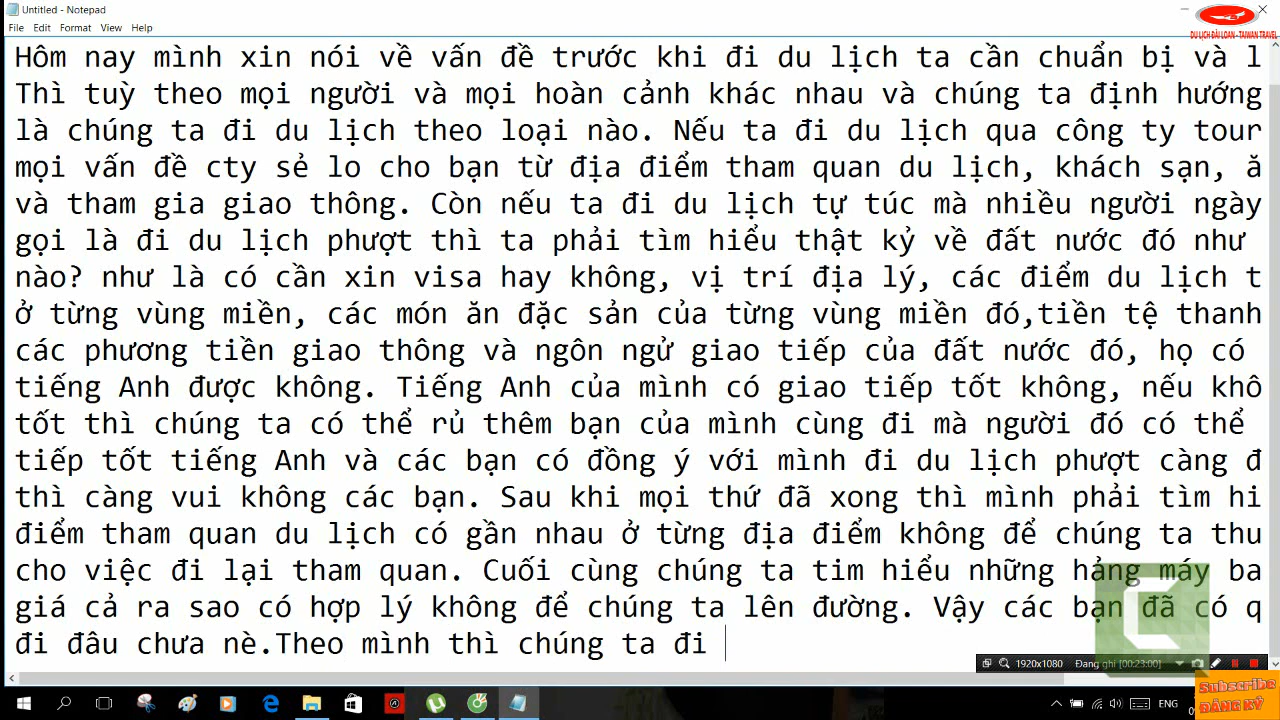 Untitled - Notepad
File Edit Format View Help
DU LỊCH ĐÀI LOAN - TAIWAN TRAVEL
Hôm nay mình xin nói về vấn đề trước khi đi du lịch ta cần chuẩn bị và l
Thì tuỳ theo mọi người và mọi hoàn cảnh khác nhau và chúng ta định hướng
là chúng ta đi du lịch theo loại nào. Nếu ta đi du lịch qua công ty tour
mọi vấn đề cty sẻ lo cho bạn từ địa điểm tham quan du lịch, khách sạn, ă
và tham gia giao thông. Còn nếu ta đi du lịch tự túc mà nhiều người ngày
gọi là đi du lịch phượt thì ta phải tìm hiểu thật kỷ về đất nước đó như
nào? như là có cần xin visa hay không, vị trí địa lý, các điểm du lịch t
ở từng vùng miền, các món ăn đặc sản của từng vùng miền đó,tiền tệ thanh
các phương tiền giao thông và ngôn ngử giao tiếp của đất nước đó, họ có
tiếng Anh được không. Tiếng Anh của mình có giao tiếp tốt không, nếu khô
tốt thì chúng ta có thể rủ thêm bạn của mình cùng đi mà người đó có thể
tiếp tốt tiếng Anh và các bạn có đồng ý với mình đi du lịch phượt càng đ
thì càng vui không các bạn. Sau khi mọi thứ đã xong thì mình phải tìm hi
điểm tham quan du lịch có gần nhau ở từng địa điểm không để chúng ta thu
cho việc đi lại tham quan. Cuối cùng chúng ta tim hiểu những hảng máy ba
giá cả ra sao có hợp lý không để chúng ta lên đường. Vậy các bạn đã có q
đi đâu chưa nè.Theo mình thì chúng ta đi
1920x1080 Đang ghi [00:23:00]
ENG
Subscribe
ĐĂNG KÝ